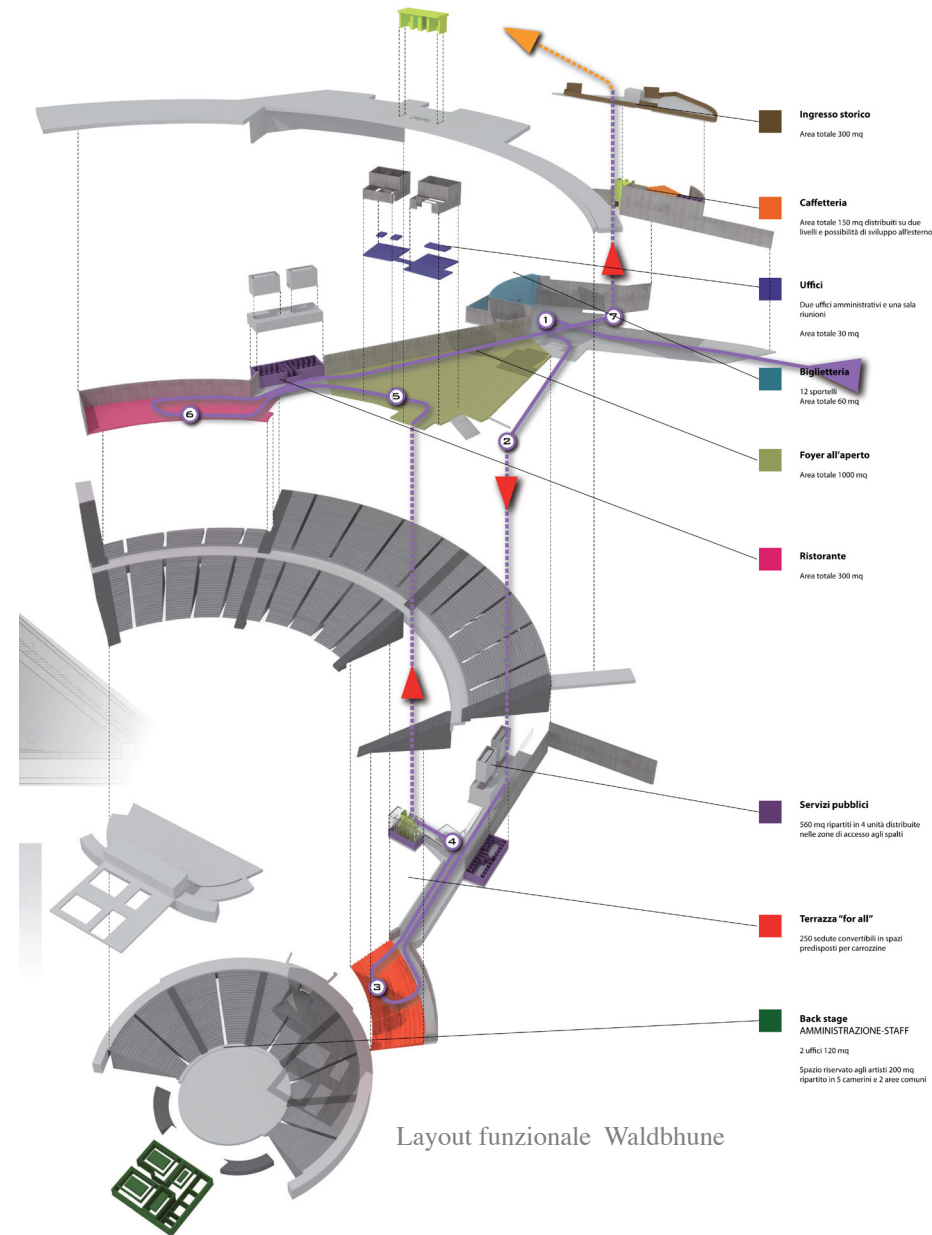 Ingresso storico
Area totale 300 mq
Caffetteria
Area totale 150 mq distribuiti su due
livelli e possibilità di sviluppo all'esterno
Uffici
Due uffici amministrativi e una sala
riunioni
Area totale 30 mq
1
7
Biglietteria
12 sportelli
Area totale 60 mq
5
6
2
Foyer all'aperto
Area totale 1000 mq
Ristorante
Area totale 300 mq
Servizi pubblici
560 mq ripartiti in 4 unità distribuite
nelle zone di accesso agli spalti
4
Terrazza "for all"
250 sedute convertibili in spazi
predisposti per carrozzine
3
Back stage
AMMINISTRAZIONE-STAFF
2 uffici 120 mq
Spazio riservato agli artisti 200 mq
ripartito in 5 camerini e 2 aree comuni
Layout funzionale Waldbhune